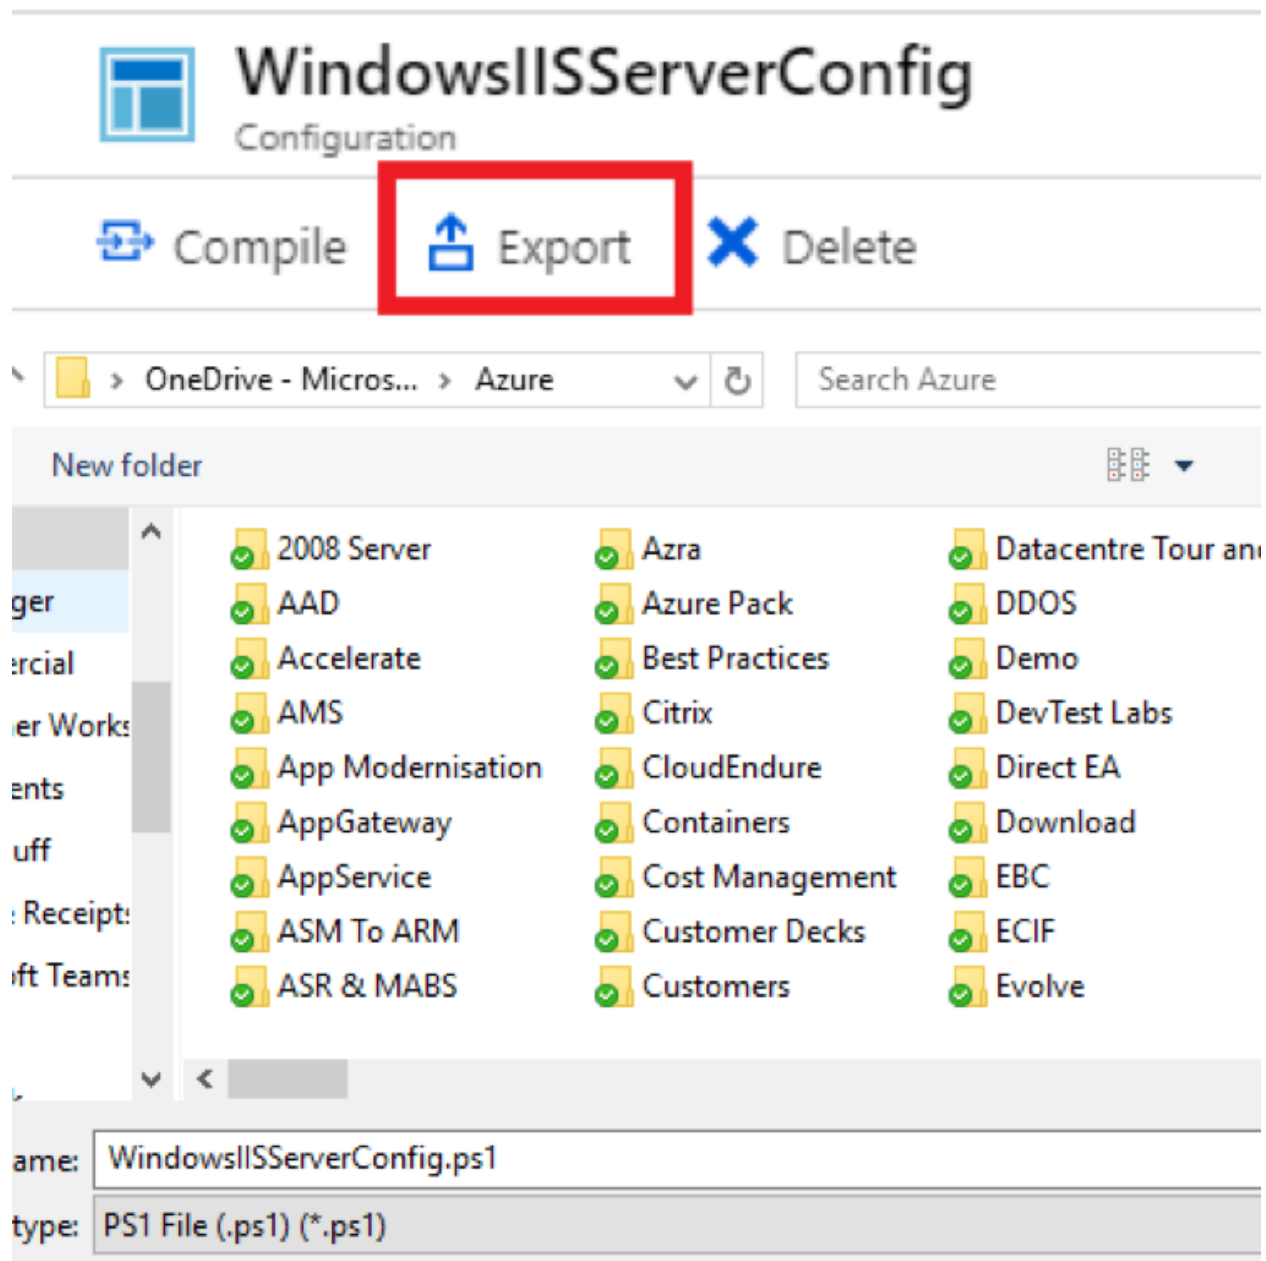 WindowsIISServerConfig
Configuration
Compile Export Delete
OneDrive - Micros... Azure Search Azure
New folder
2008 Server Azra Datacentre Tour and
ger AAD Azure Pack DDOS
ercial Accelerate Best Practices Demo
er Works AMS Citrix DevTest Labs
ents App Modernisation CloudEndure Direct EA
uff AppGateway Containers Download
Receipts AppService Cost Management EBC
ASM To ARM Customer Decks ECIF
oft Teams ASR & MABS Customers Evolve
ame: WindowsIISServerConfig.ps1
type: PS1 File (.ps1) (*.ps1)